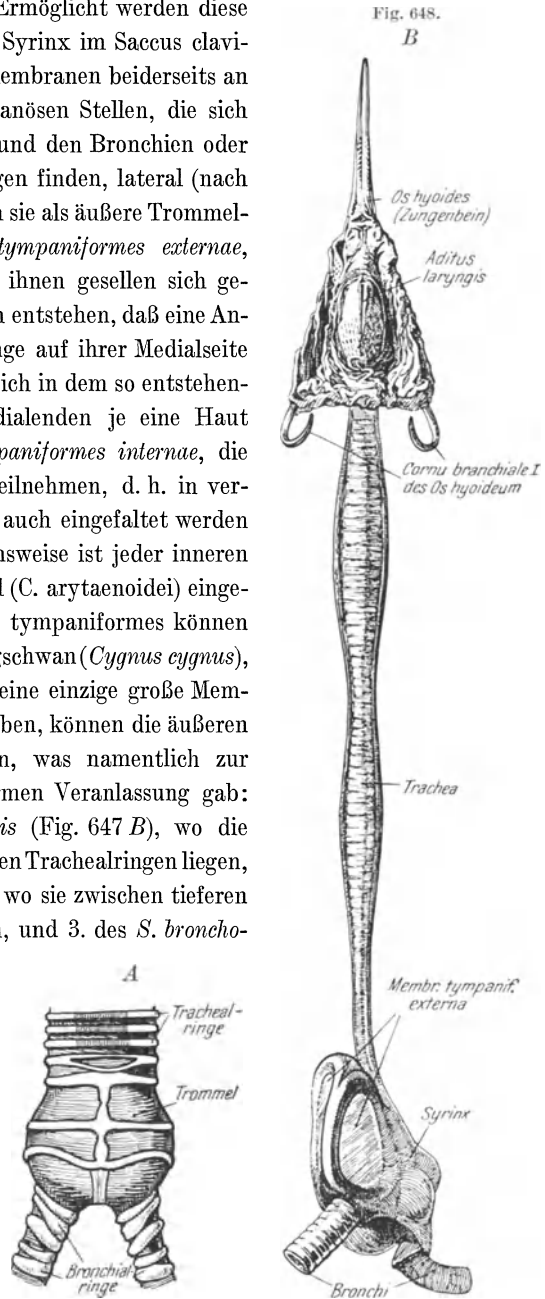 Ermöglicht werden diese
Syrinx im Saccus clavi-
embranen beiderseits an
anösen Stellen, die sich
und den Bronchien oder
gen finden, lateral (nach
n sie als äußere Trommel-
tympaniformes externae,
ihnen gesellen sich ge-
n entstehen, daß eine An-
nge auf ihrer Medialseite
ich in dem so entstehen-
dialenden je eine Haut
paniformes internae, die
eilnehmen, d. h. in ver-
auch eingefaltet werden
nsweise ist jeder inneren
l (C. arytaenoidei) einge-
tympaniformes können
gschwan (Cygnus cygnus),
eine einzige große Mem-
ben, können die äußeren
n, was namentlich zur
rmen Veranlassung gab:
is (Fig. 647 B), wo die
en Trachealringen liegen,
wo sie zwischen tieferen
n, und 3. des S. broncho-
A
Tracheal-
ringe
Trommel
Bronchial-
ringe
Fig. 648.
B
Os hyoides
(Zungenbein)
Aditus
laryngis
Cornu branchiale I
des Os hyoideum
Trachea
Membr. tympanif.
externa
Syrinx
Bronchi